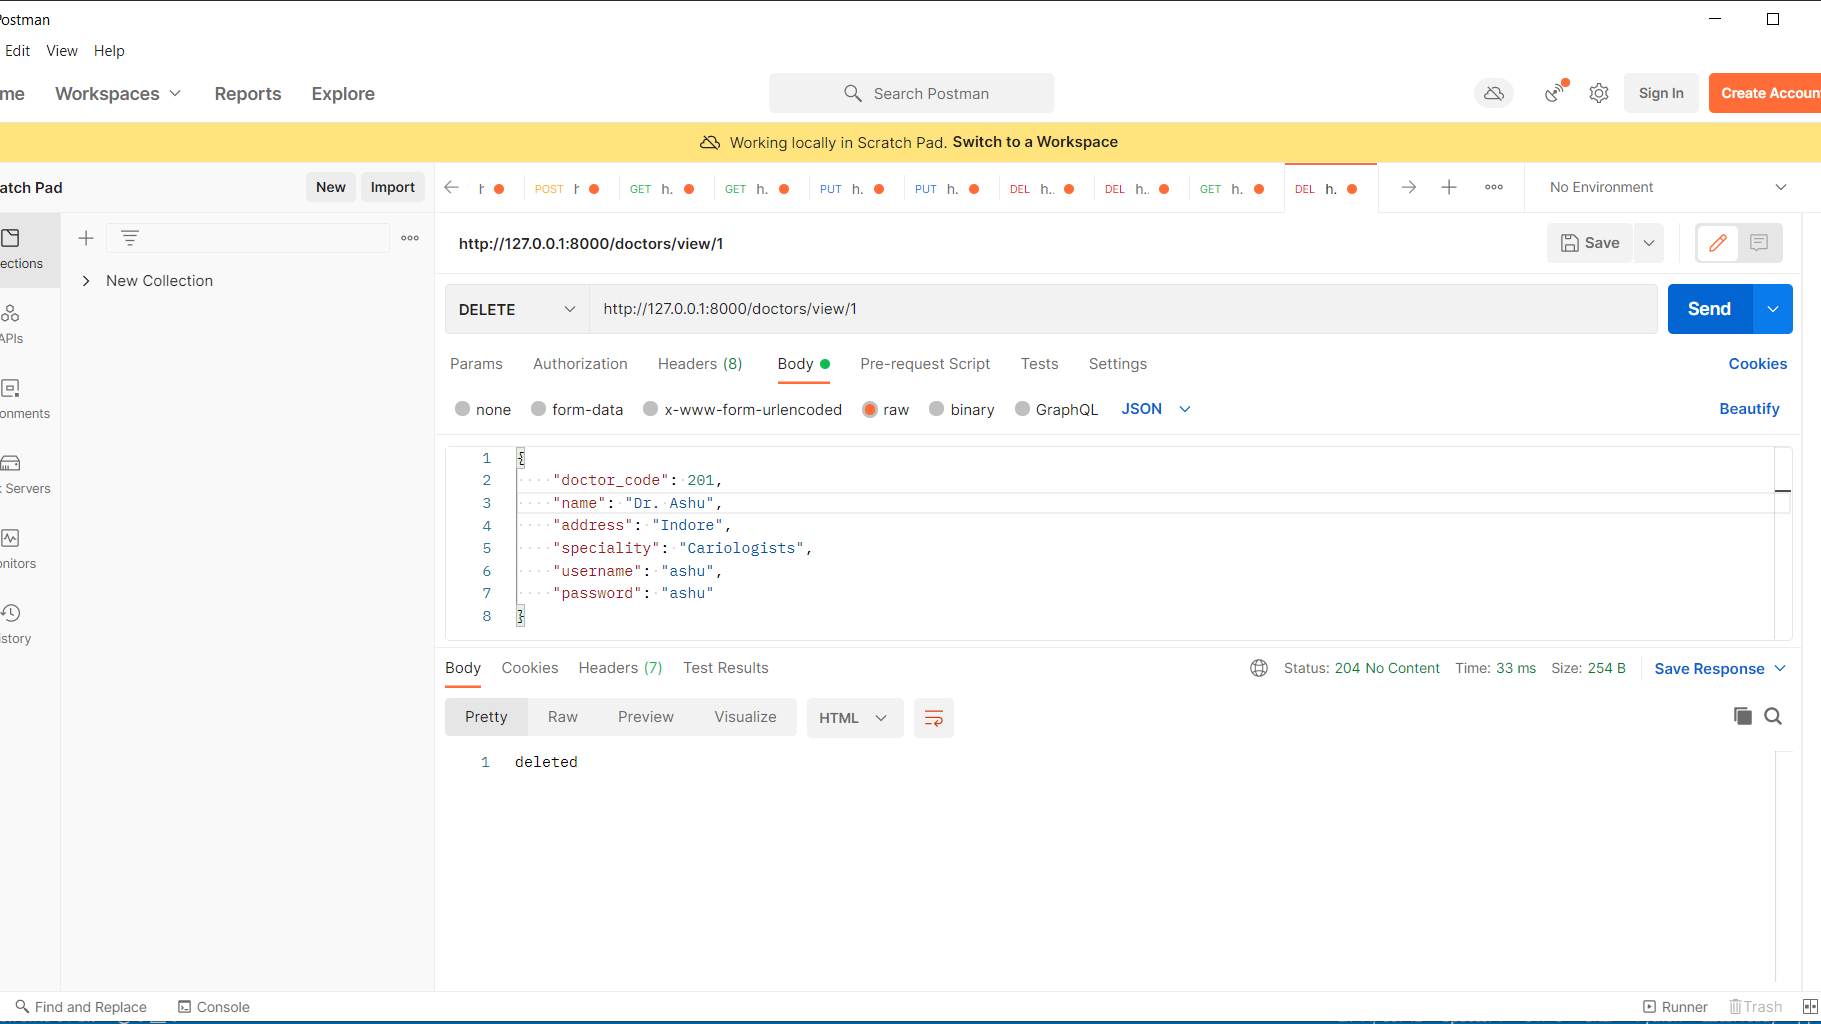 Postman
Edit View Help
me Workspaces Reports Explore Search Postman Sign In Create Accoun
Working locally in Scratch Pad. Switch to a Workspace
atch Pad New Import h POST h GET h. GET h. PUT h. PUT h. DEL h.. DEL h.. GET h. DEL h. No Environment
http://127.0.0.1:8000/doctors/view/1 Save
ections
New Collection
DELETE http://127.0.0.1:8000/doctors/view/1 Send
APIs
Params Authorization Headers (8) Body Pre-request Script Tests Settings Cookies
onments
none form-data x-www-form-urlencoded raw binary GraphQL JSON Beautify
1 {
2 "doctor_code": 201,
3 "name": "Dr. Ashu",
4 "address": "Indore",
5 "speciality": "Cariologists",
6 "username": "ashu",
7 "password": "ashu"
8 }
k Servers
onitors
istory
Body Cookies Headers (7) Test Results Status: 204 No Content Time: 33 ms Size: 254 B Save Response
Pretty Raw Preview Visualize HTML
1 deleted
Find and Replace Console Runner Trash